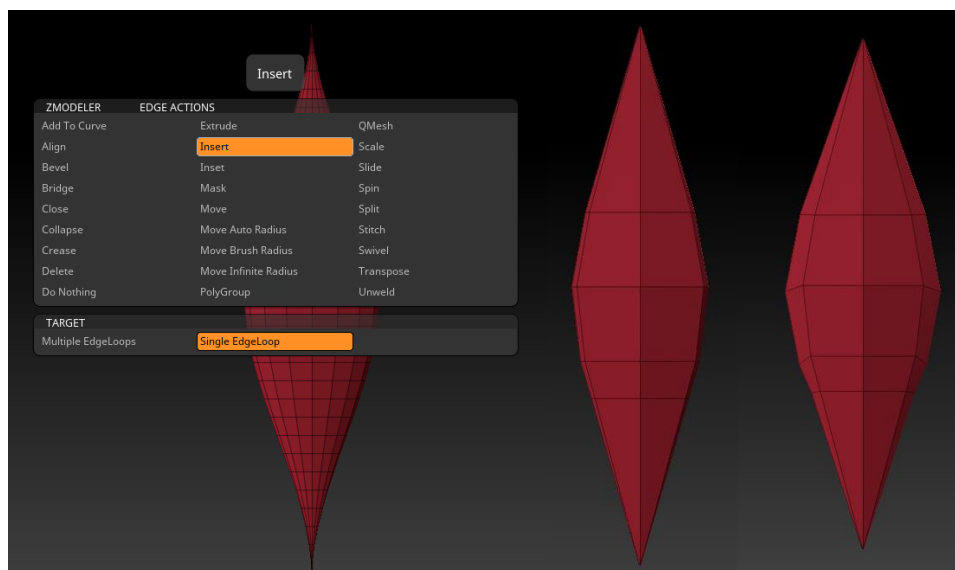 Insert
ZMODELER EDGE ACTIONS
Add To Curve Extrude QMesh
Align Insert Scale
Bevel Inset Slide
Bridge Mask Spin
Close Move Split
Collapse Move Auto Radius Stitch
Crease Move Brush Radius Swivel
Delete Move Infinite Radius Transpose
Do Nothing PolyGroup Unweld
TARGET
Multiple EdgeLoops Single EdgeLoop